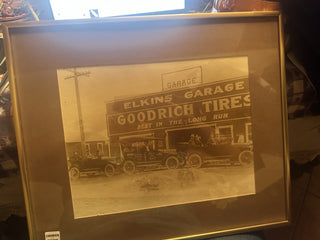 GARAGE
ELKINS GARAGE
GOODRICH TIRES
BEST IN THE LONG RUN